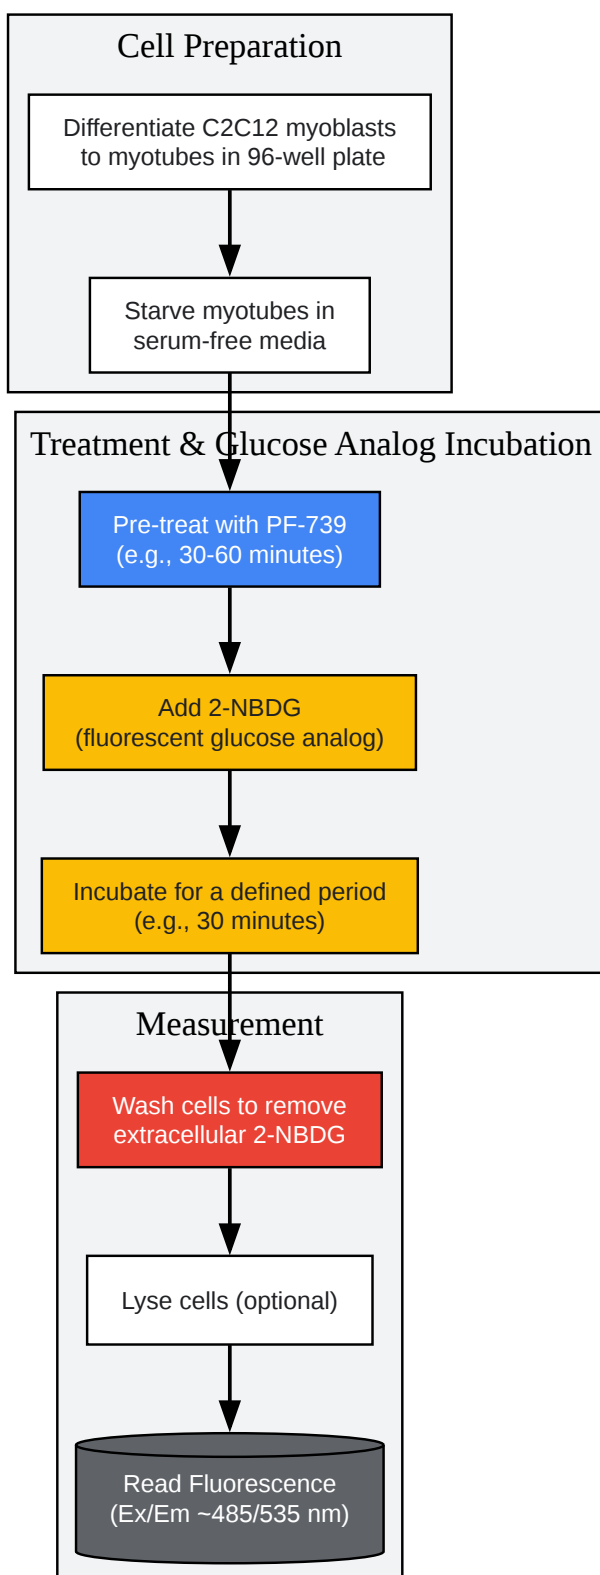 Cell Preparation
Differentiate C2C12 myoblasts
to myotubes in 96-well plate
Starve myotubes in
serum-free media
Treatment & Glucose Analog Incubation
Pre-treat with PF-739
(e.g., 30-60 minutes)
Add 2-NBDG
(fluorescent glucose analog)
Incubate for a defined period
(e.g., 30 minutes)
Measurement
Wash cells to remove
extracellular 2-NBDG
Lyse cells (optional)
Read Fluorescence
(Ex/Em ~485/535 nm)